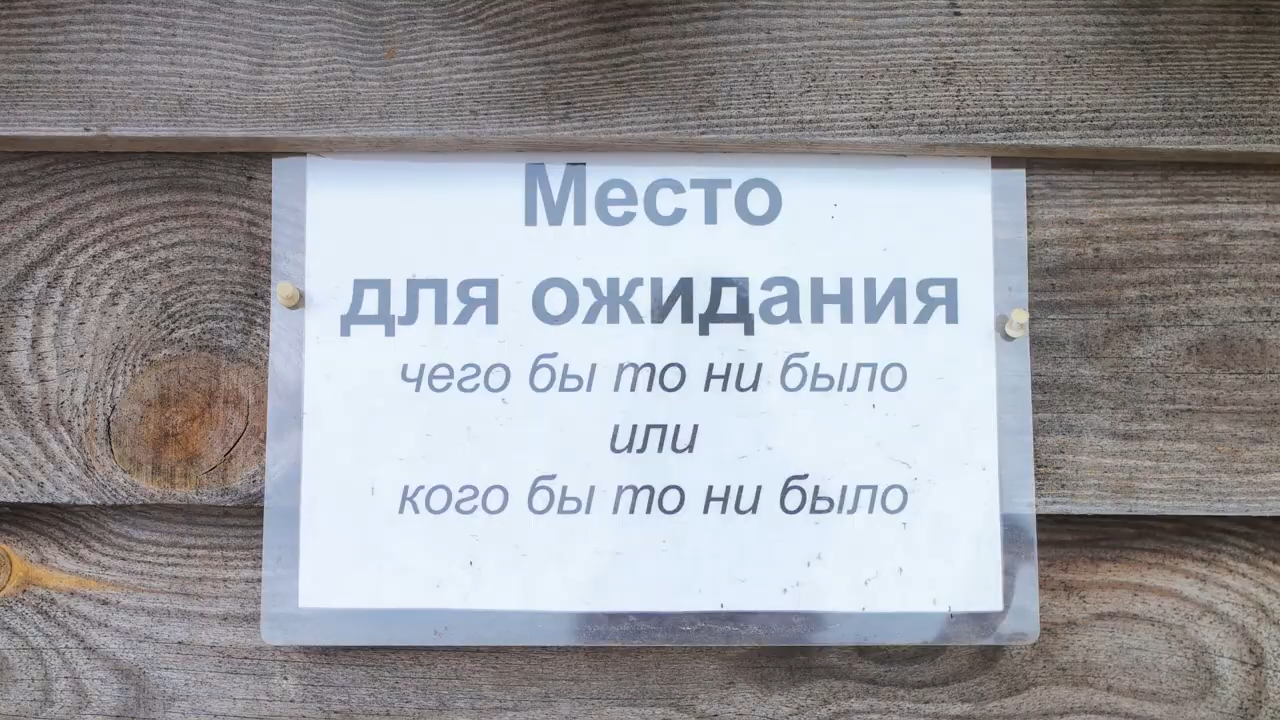 Место
для ожидания
чего бы то ни было
или
кого бы то ни было